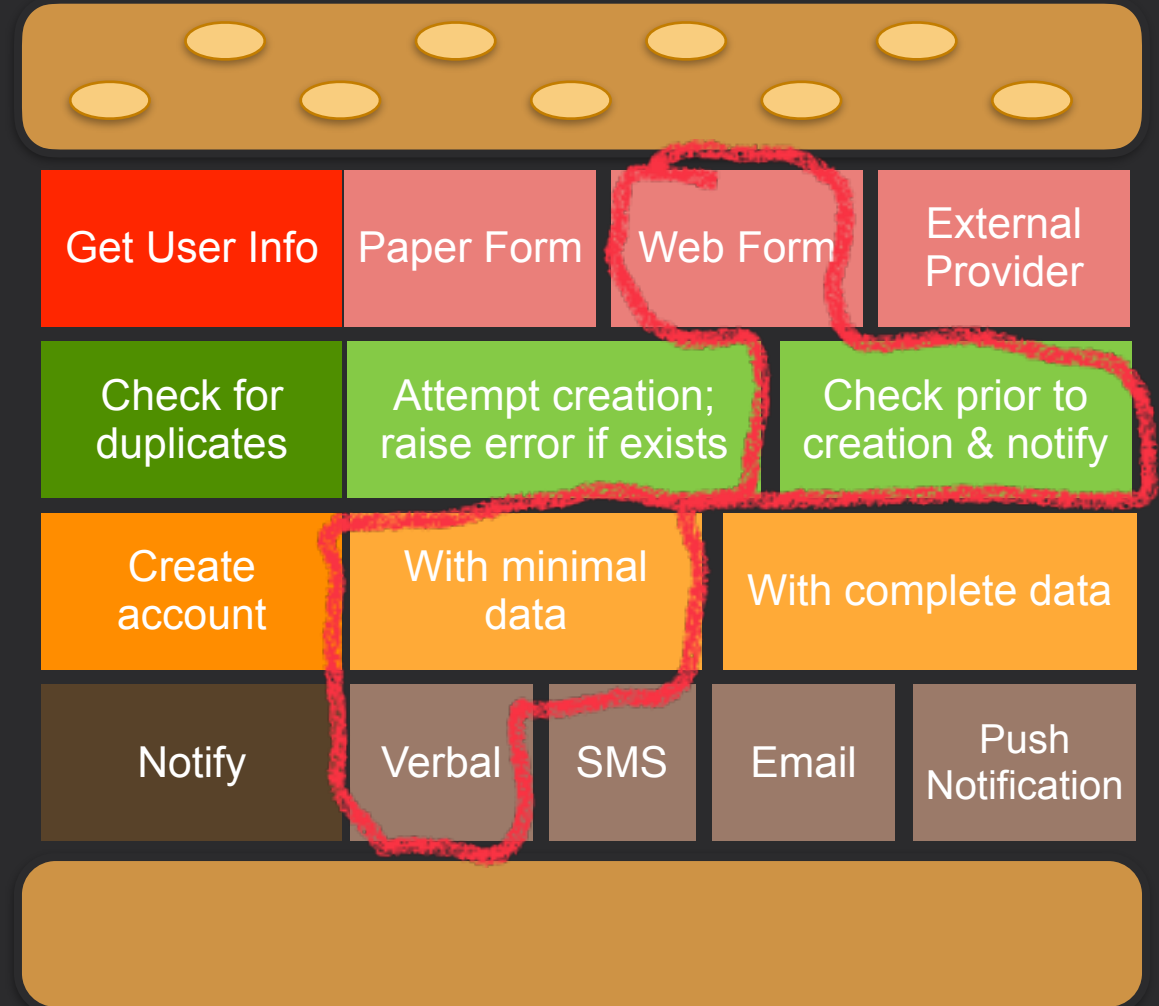 Get User Info
Paper Form
Web Form
External
Provider
Check for
duplicates
Attempt creation;
raise error if exists
Check prior to
creation & notify
Create
account
With minimal
data
With complete data
Notify
Verbal
SMS
Email
Push
Notification